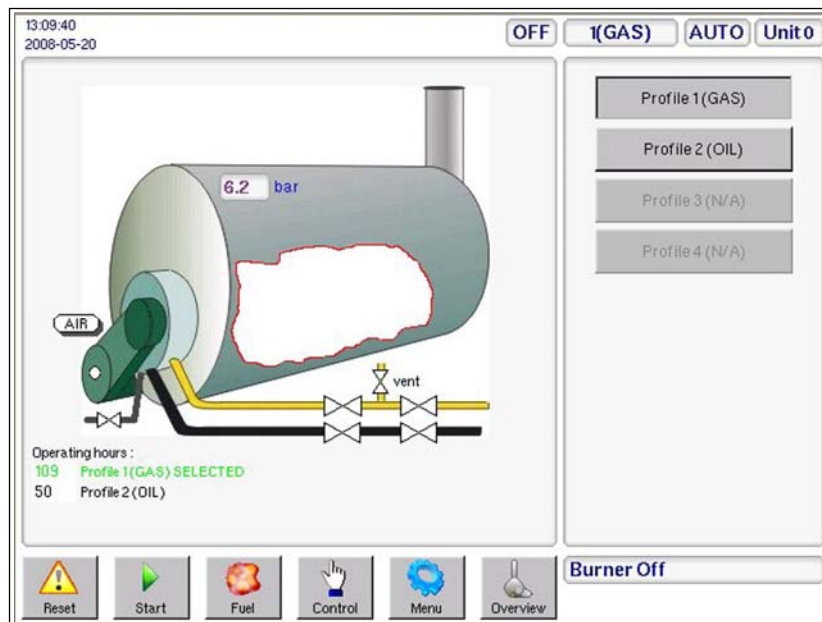 13:09:40
2008-05-20
OFF
1(GAS)
AUTO
Unit 0
Profile 1(GAS)
Profile 2 (OIL)
Profile 3 (N/A)
Profile 4 (N/A)
6.2 bar
AIR
vent
Operating hours :
109 Profile 1(GAS) SELECTED
50 Profile 2 (OIL)
Reset
Start
Fuel
Control
Menu
Overview
Burner Off